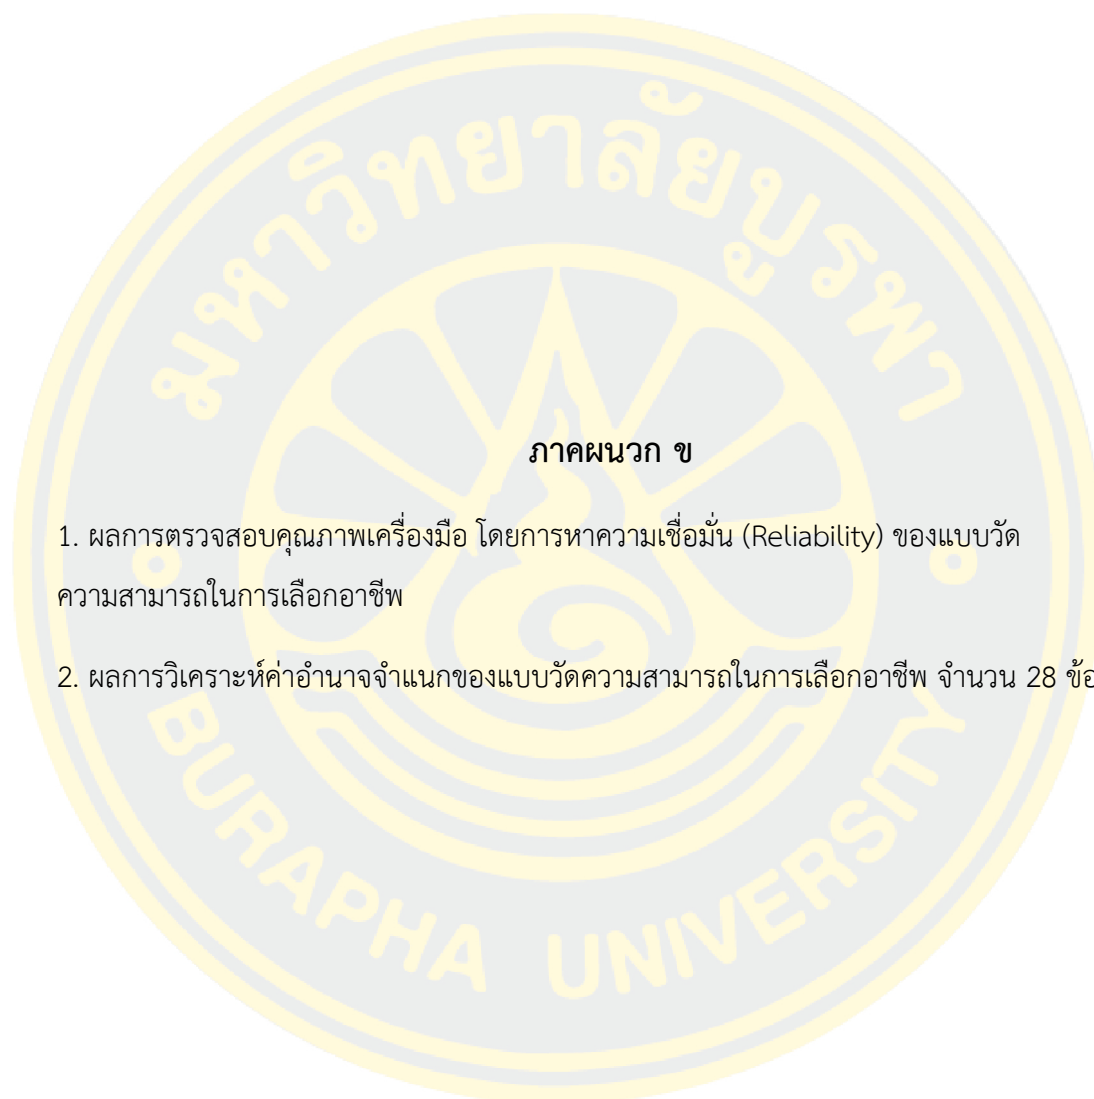 มหาวิทยาลัยบูรพา
ภาคผนวก ข
1. ผลการตรวจสอบคุณภาพเครื่องมือ โดยการหาความเชื่อมั่น (Reliability) ของแบบวัด
ความสามารถในการเลือกอาชีพ
2. ผลการวิเคราะห์ค่าอำนาจจำแนกของแบบวัดความสามารถในการเลือกอาชีพ จำนวน 28 ข้อ
BURAPHA UNIVERSITY